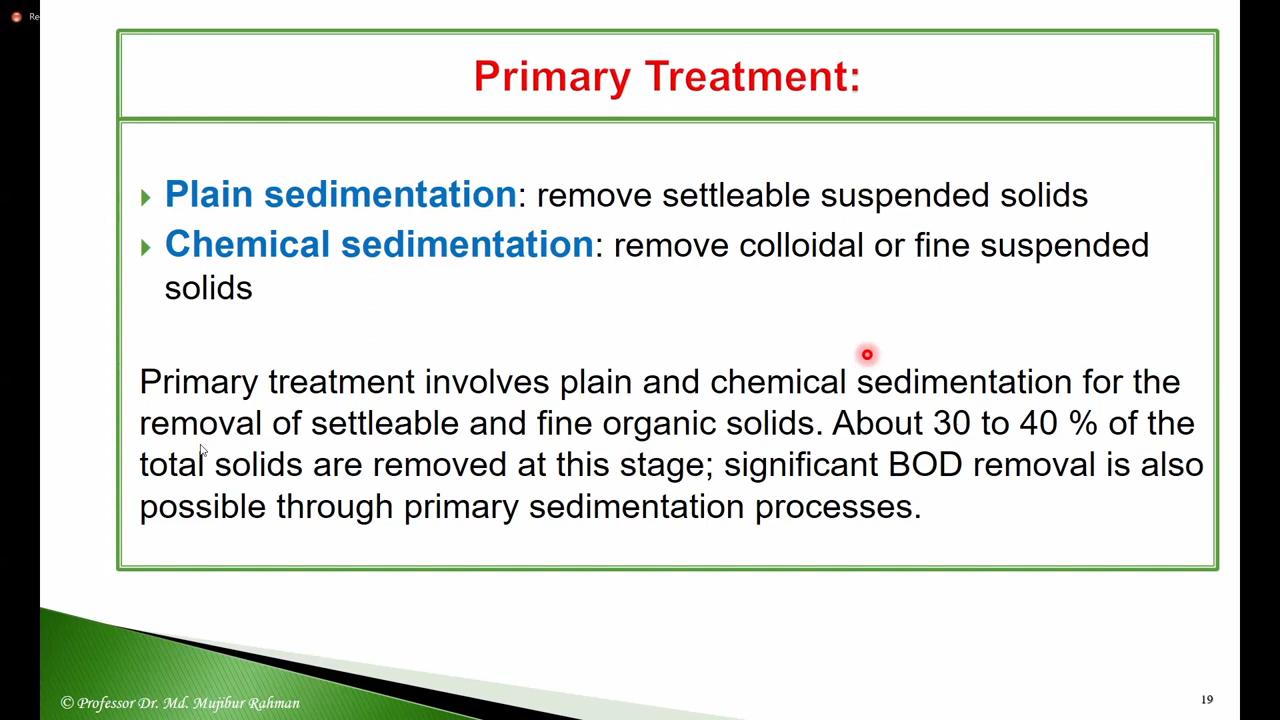 Re
Primary Treatment:
Plain sedimentation: remove settleable suspended solids
Chemical sedimentation: remove colloidal or fine suspended
solids
Primary treatment involves plain and chemical sedimentation for the
removal of settleable and fine organic solids. About 30 to 40 % of the
total solids are removed at this stage; significant BOD removal is also
possible through primary sedimentation processes.
© Professor Dr. Md. Mujibur Rahman
19